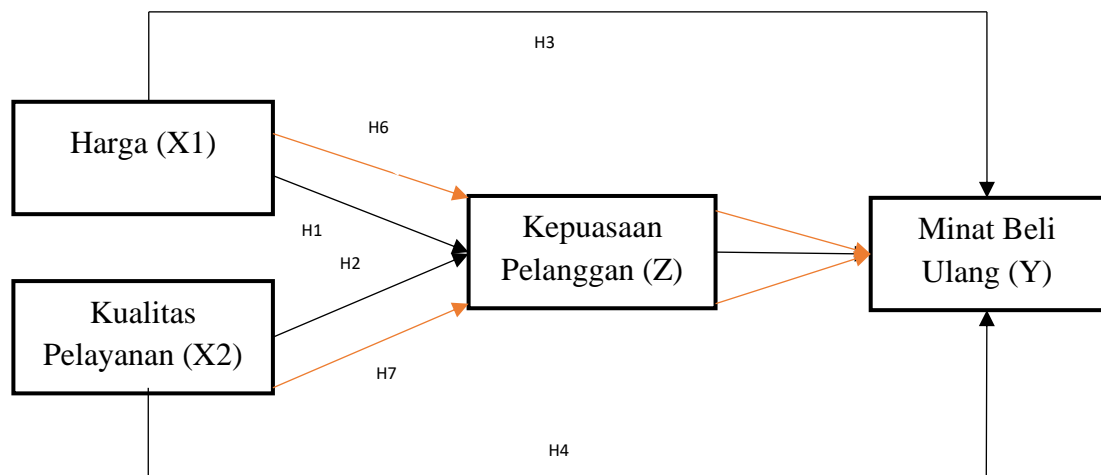 H3
Harga (X1)
H6
H1
H2
Kepuasaan
Pelanggan (Z)
Minat Beli
Ulang (Y)
Kualitas
Pelayanan (X2)
H7
H4